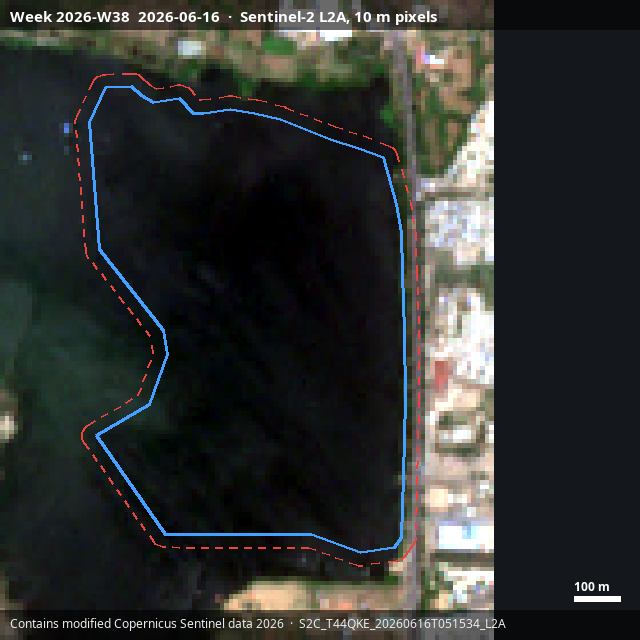 Week 2026-W38  2026-06-16  ·  Sentinel-2 L2A, 10 m pixels
100 m
Contains modified Copernicus Sentinel data 2026  ·  S2C_T44QKE_20260616T051534_L2A